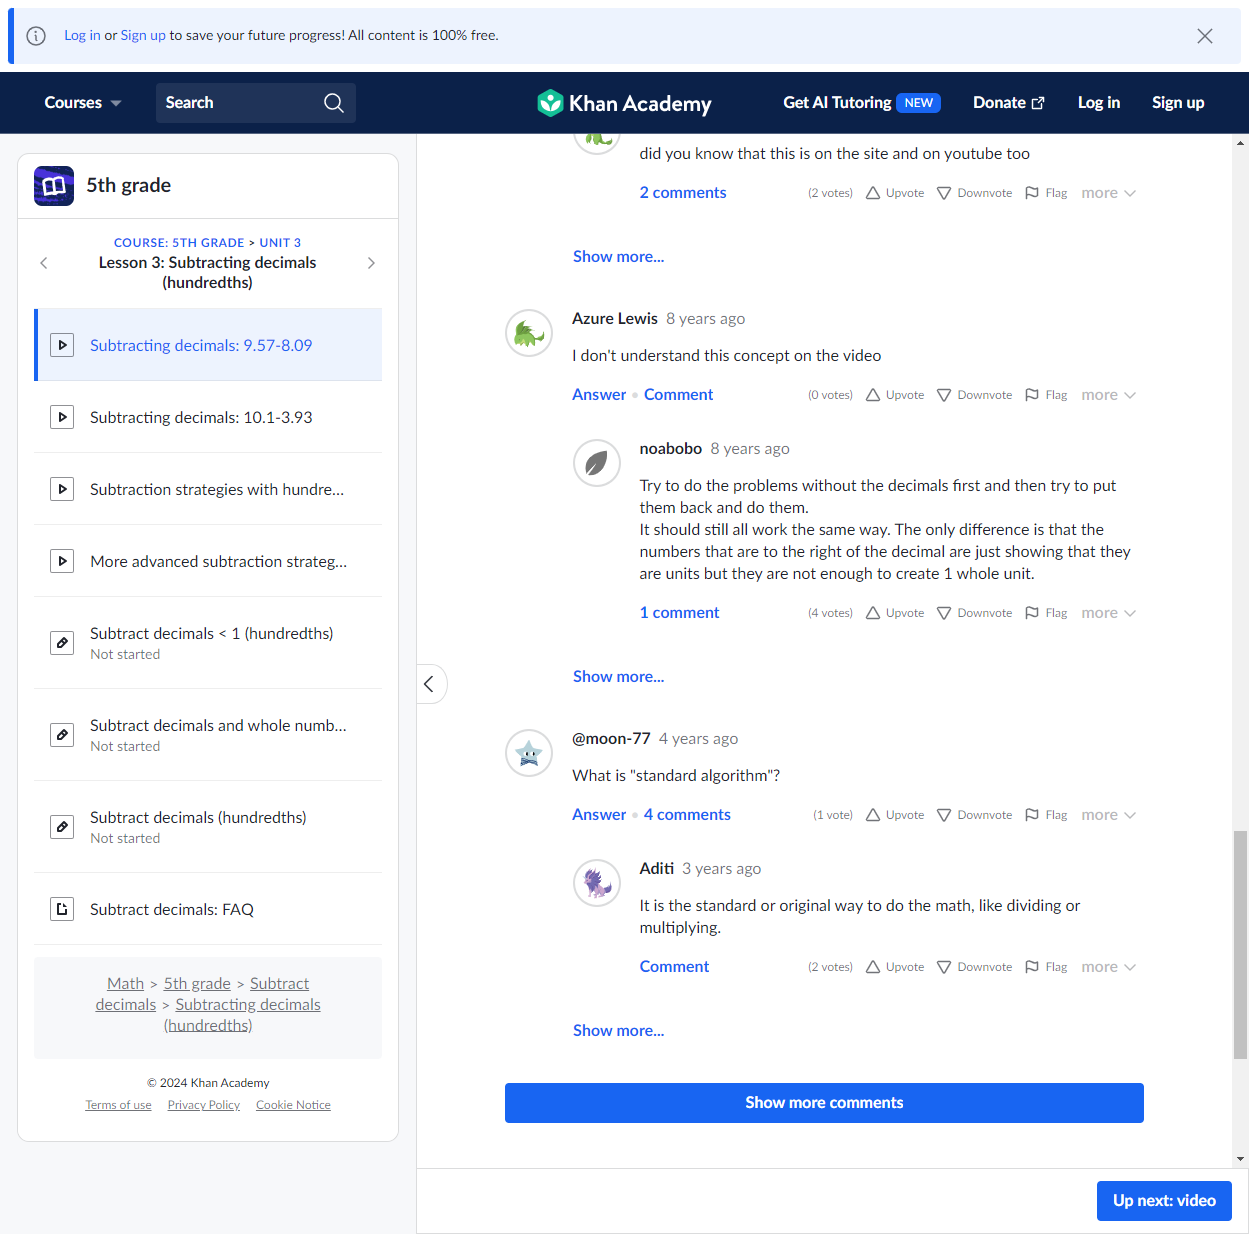 Log in or Sign up to save your future progress! All content is 100% free.
Courses
Search
Khan Academy
Get AI Tutoring NEW
Donate
Log in
Sign up
5th grade
COURSE: 5TH GRADE > UNIT 3
Lesson 3: Subtracting decimals
(hundredths)
Subtracting decimals: 9.57-8.09
Subtracting decimals: 10.1-3.93
Subtraction strategies with hundre...
More advanced subtraction strateg...
Subtract decimals < 1 (hundredths)
Not started
Subtract decimals and whole numb...
Not started
Subtract decimals (hundredths)
Not started
Subtract decimals: FAQ
Math > 5th grade > Subtract
decimals > Subtracting decimals
(hundredths)
© 2024 Khan Academy
Terms of use Privacy Policy Cookie Notice
did you know that this is on the site and on youtube too
2 comments (2 votes) Upvote Downvote Flag more
Show more...
Azure Lewis 8 years ago
I don't understand this concept on the video
Answer • Comment (0 votes) Upvote Downvote Flag more
noabobo 8 years ago
Try to do the problems without the decimals first and then try to put
them back and do them.
It should still all work the same way. The only difference is that the
numbers that are to the right of the decimal are just showing that they
are units but they are not enough to create 1 whole unit.
1 comment (4 votes) Upvote Downvote Flag more
Show more...
@moon-77 4 years ago
What is "standard algorithm"?
Answer • 4 comments (1 vote) Upvote Downvote Flag more
Aditi 3 years ago
It is the standard or original way to do the math, like dividing or
multiplying.
Comment (2 votes) Upvote Downvote Flag more
Show more...
Show more comments
Up next: video